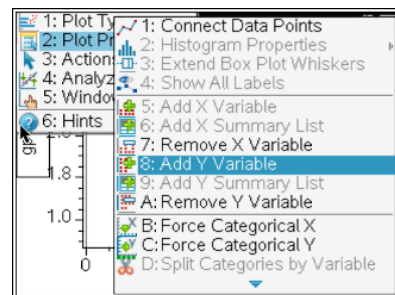 1: Plot Ty
2: Plot Pr
3: Action
4: Analyz
5: Windo
6: Hints
1: Connect Data Points
2: Histogram Properties
3: Extend Box Plot Whiskers
4: Show All Labels
5: Add X Variable
6: Add X Summary List
7: Remove X Variable
8: Add Y Variable
9: Add Y Summary List
A: Remove Y Variable
B: Force Categorical X
C: Force Categorical Y
D: Split Categories by Variable
1.8
1.0
0